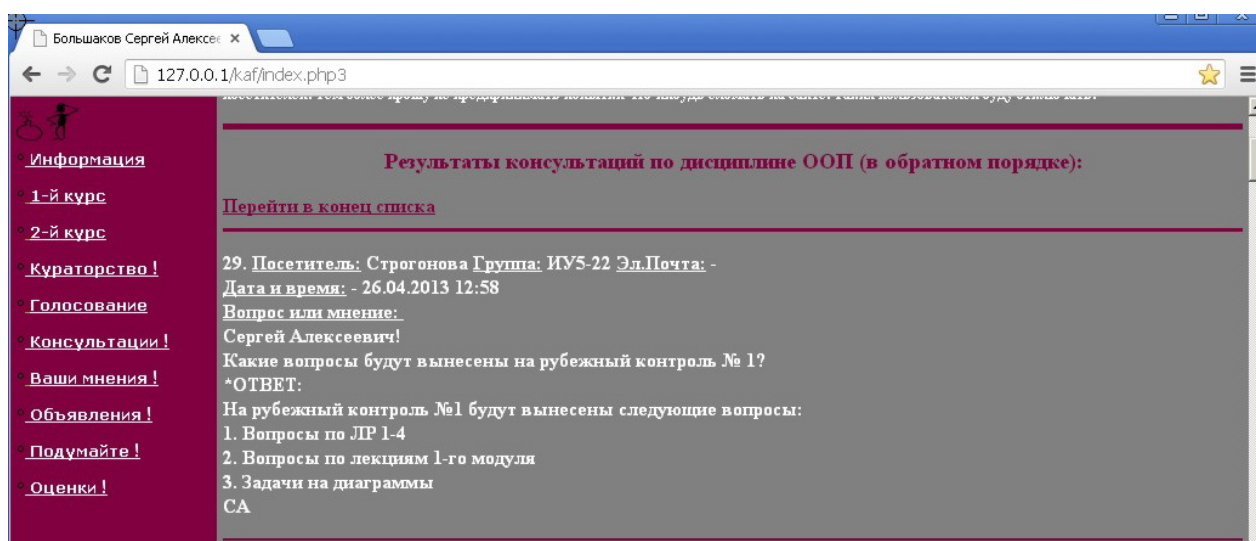 Большаков Сергей Алексее
127.0.0.1/kaf/index.php3
Информация
1-й курс
2-й курс
Кураторство !
Голосование
Консультации !
Ваши мнения !
Объявления !
Подумайте !
Оценки !
Результаты консультаций по дисциплине ООП (в обратном порядке):
Перейти в конец списка
29. Посетитель: Строгонова Группа: ИУ5-22 Эл.Почта: -
Дата и время: - 26.04.2013 12:58
Вопрос или мнение:
Сергей Алексеевич!
Какие вопросы будут вынесены на рубежный контроль № 1?
*ОТВЕТ:
На рубежный контроль №1 будут вынесены следующие вопросы:
1. Вопросы по ЛР 1-4
2. Вопросы по лекциям 1-го модуля
3. Задачи на диаграммы
СА